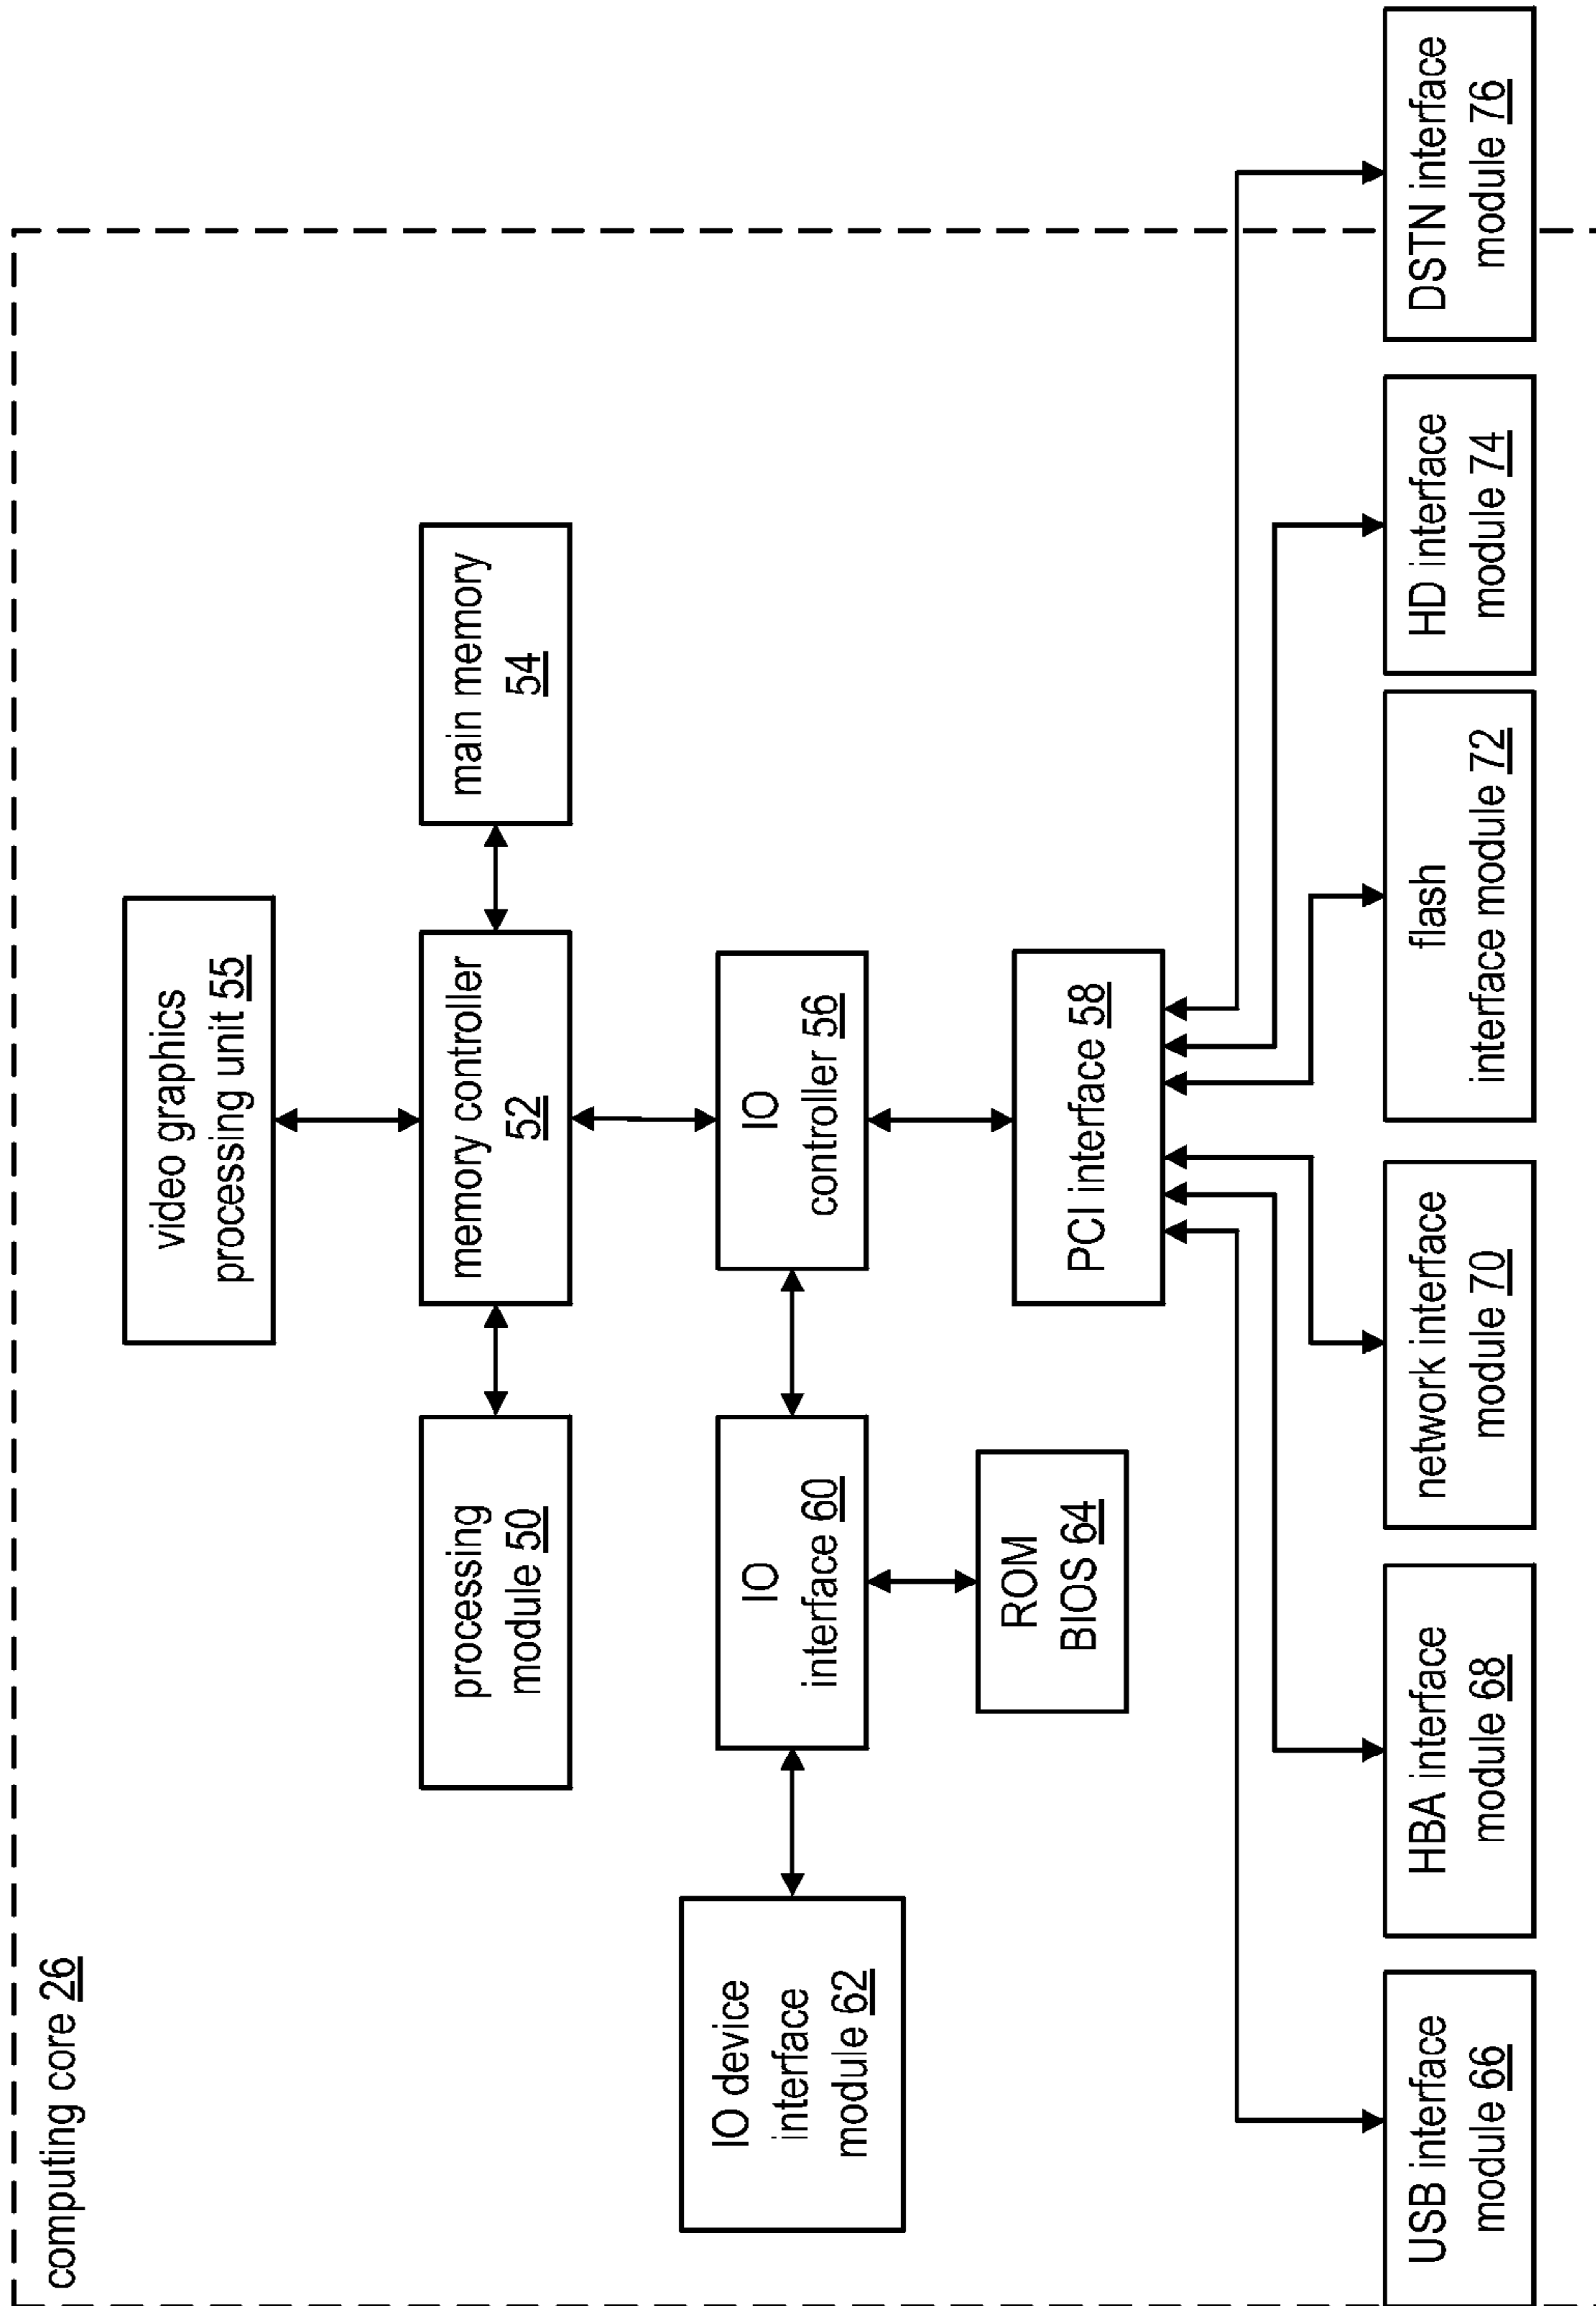 computing core 26
video graphics
processing unit 55
processing
module 50
memory controller
52
main memory
54
IO device
interface
module 62
IO
interface 60
IO
controller 56
ROM
BIOS 64
PCI interface 58
USB interface
module 66
HBA interface
module 68
network interface
module 70
flash
interface module 72
HD interface
module 74
DSTN interface
module 76